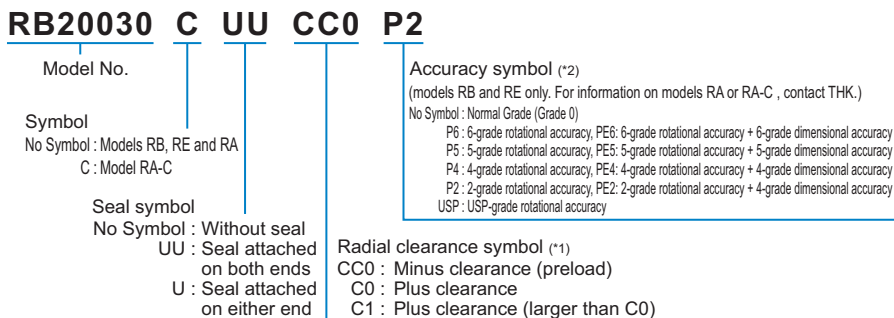 RB20030 C UU CC0 P2
Model No.
Symbol
No Symbol : Models RB, RE and RA
C : Model RA-C
Seal symbol
No Symbol : Without seal
UU : Seal attached
on both ends
U : Seal attached
on either end
Radial clearance symbol (*1)
CC0 : Minus clearance (preload)
C0 : Plus clearance
C1 : Plus clearance (larger than C0)
Accuracy symbol (*2)
(models RB and RE only. For information on models RA or RA-C , contact THK.)
No Symbol : Normal Grade (Grade 0)
P6 : 6-grade rotational accuracy, PE6: 6-grade rotational accuracy + 6-grade dimensional accuracy
P5 : 5-grade rotational accuracy, PE5: 5-grade rotational accuracy + 5-grade dimensional accuracy
P4 : 4-grade rotational accuracy, PE4: 4-grade rotational accuracy + 4-grade dimensional accuracy
P2 : 2-grade rotational accuracy, PE2: 2-grade rotational accuracy + 4-grade dimensional accuracy
USP : USP-grade rotational accuracy